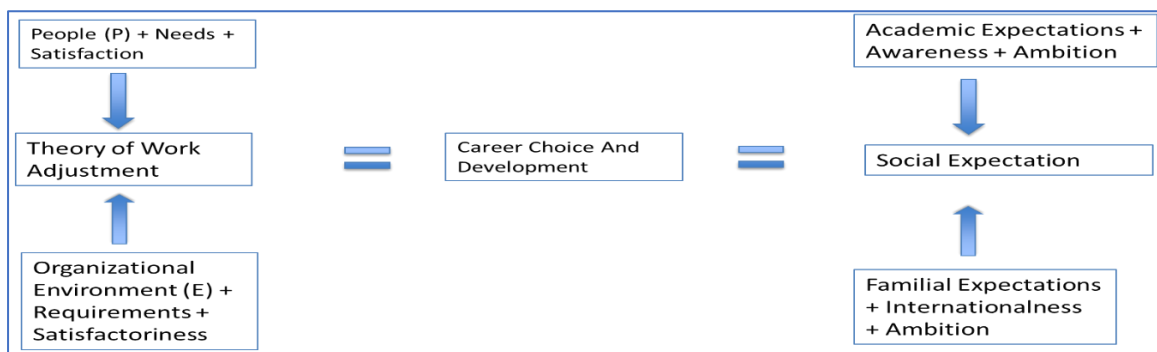 People (P) + Needs +
Satisfaction
Theory of Work
Adjustment
Organizational
Environment (E) +
Requirements +
Satisfactoriness
Career Choice And
Development
Academic Expectations +
Awareness + Ambition
Social Expectation
Familial Expectations
+ Internationalness
+ Ambition